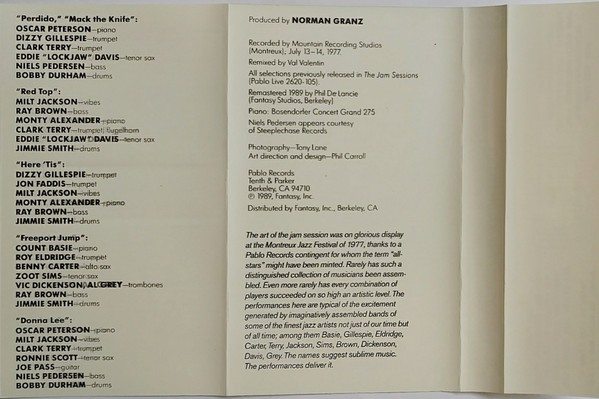 "Perdido," "Mack the Knife":
OSCAR PETERSON—piano
DIZZY GILLESPIE—trumpet
CLARK TERRY—trumpet
EDDIE "LOCKJAW" DAVIS—tenor sax
NIELS PEDERSEN—bass
BOBBY DURHAM—drums
"Red Top":
MILT JACKSON—vibes
RAY BROWN—bass
MONTY ALEXANDER—piano
CLARK TERRY—trumpet, flugelhorn
EDDIE "LOCKJAW" DAVIS—tenor sax
JIMMIE SMITH—drums
"Here 'Tis":
DIZZY GILLESPIE—trumpet
JON FADDIS—trumpet
MILT JACKSON—vibes
MONTY ALEXANDER—piano
RAY BROWN—bass
JIMMIE SMITH—drums
"Freeport Jump":
COUNT BASIE—piano
ROY ELDRIDGE—trumpet
BENNY CARTER—alto sax
ZOOT SIMS—tenor sax
VIC DICKENSON, AL GREY—trombones
RAY BROWN—bass
JIMMIE SMITH—drums
"Donna Lee":
OSCAR PETERSON—piano
MILT JACKSON—vibes
CLARK TERRY—trumpet
RONNIE SCOTT—tenor sax
JOE PASS—guitar
NIELS PEDERSEN—bass
BOBBY DURHAM—drums
Produced by NORMAN GRANZ
Recorded by Mountain Recording Studios
(Montreux); July 13–14, 1977
Remixed by Val Valentin
All selections previously released in The Jam Sessions
(Pablo Live 2620-105).
Remastered 1989 by Phil De Lancie
(Fantasy Studios, Berkeley)
Piano: Bosendorfer Concert Grand 275
Niels Pedersen appears courtesy
of Steeplechase Records
Photography—Tony Lane
Art direction and design—Phil Carroll
Pablo Records
Tenth & Parker
Berkeley, CA 94710
℗ 1989, Fantasy, Inc.
Distributed by Fantasy, Inc., Berkeley, CA
The art of the jam session was on glorious display
at the Montreux Jazz Festival of 1977, thanks to a
Pablo Records contingent for whom the term "all-
stars" might have been minted. Rarely has such a
distinguished collection of musicians been assem-
bled. Even more rarely has every combination of
players succeeded on so high an artistic level. The
performances here are typical of the excitement
generated by imaginatively assembled bands of
some of the finest jazz artists not just of our time but
of all time; among them Basie, Gillespie, Eldridge,
Carter, Terry, Jackson, Sims, Brown, Dickenson,
Davis, Grey. The names suggest sublime music.
The performances deliver it.